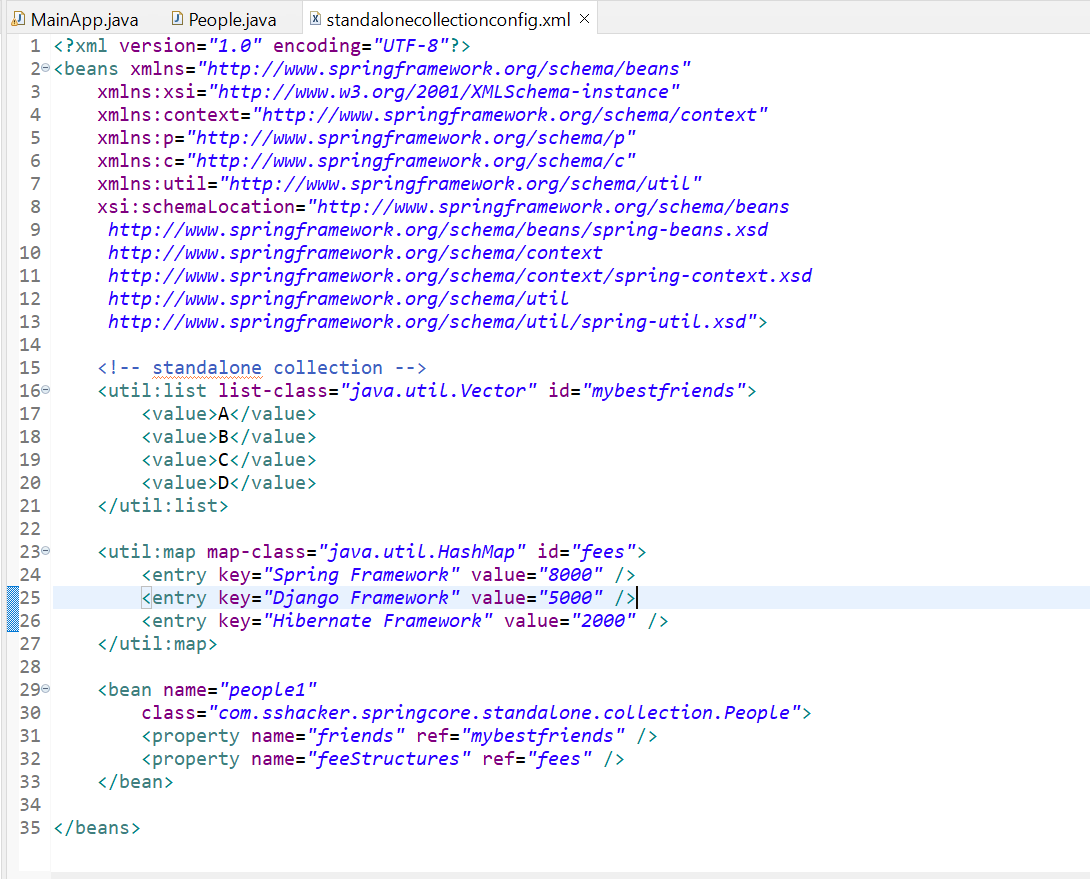 MainApp.java People.java standalonecollectionconfig.xml
1 <?xml version="1.0" encoding="UTF-8"?>
2 <beans xmlns="http://www.springframework.org/schema/beans"
3 xmlns:xsi="http://www.w3.org/2001/XMLSchema-instance"
4 xmlns:context="http://www.springframework.org/schema/context"
5 xmlns:p="http://www.springframework.org/schema/p"
6 xmlns:c="http://www.springframework.org/schema/c"
7 xmlns:util="http://www.springframework.org/schema/util"
8 xsi:schemaLocation="http://www.springframework.org/schema/beans
9 http://www.springframework.org/schema/beans/spring-beans.xsd
10 http://www.springframework.org/schema/context
11 http://www.springframework.org/schema/context/spring-context.xsd
12 http://www.springframework.org/schema/util
13 http://www.springframework.org/schema/util/spring-util.xsd">
14
15 <!-- standalone collection -->
16 <util:list list-class="java.util.Vector" id="mybestfriends">
17 <value>A</value>
18 <value>B</value>
19 <value>C</value>
20 <value>D</value>
21 </util:list>
22
23 <util:map map-class="java.util.HashMap" id="fees">
24 <entry key="Spring Framework" value="8000" />
25 <entry key="Django Framework" value="5000" />
26 <entry key="Hibernate Framework" value="2000" />
27 </util:map>
28
29 <bean name="people1"
30 class="com.sshacker.springcore.standalone.collection.People">
31 <property name="friends" ref="mybestfriends" />
32 <property name="feeStructures" ref="fees" />
33 </bean>
34
35 </beans>